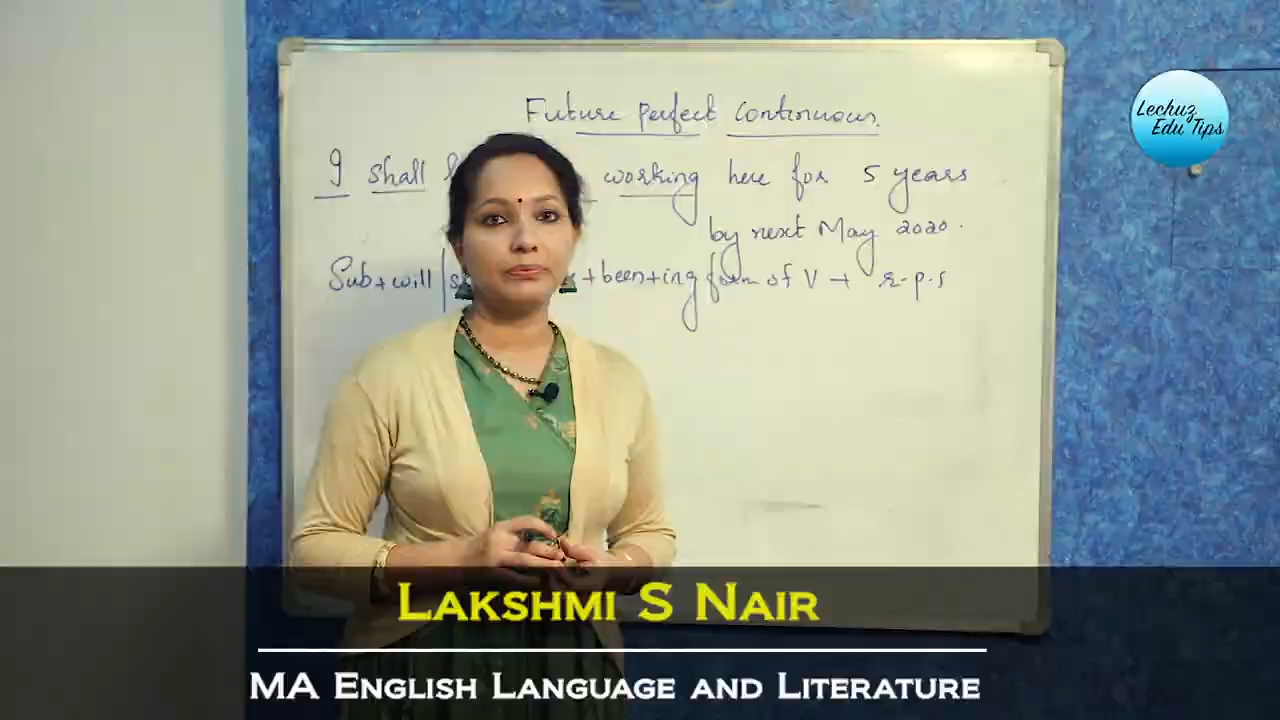 Future perfect continuous.
I shall working here for 5 years
by next May 2020.
Sub+will | + been+ing form of V + r.p.s
Lechuz
Edu Tips
LAKSHMI S NAIR
MA ENGLISH LANGUAGE AND LITERATURE